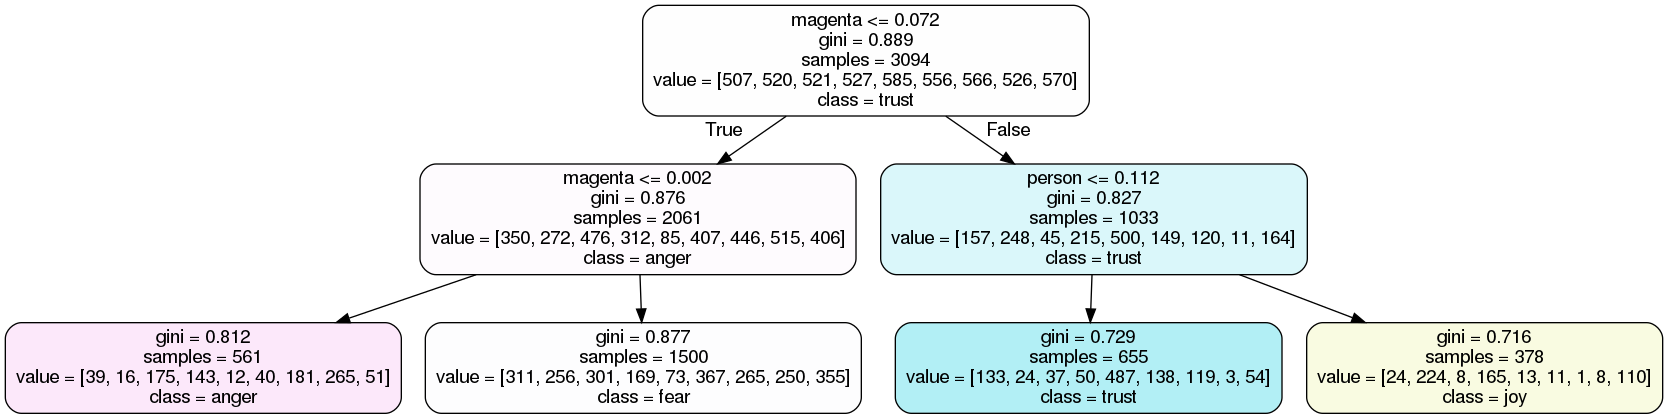 magenta <= 0.072
gini = 0.889
samples = 3094
value = [507, 520, 521, 527, 585, 556, 566, 526, 570]
class = trust
True
False
magenta <= 0.002
gini = 0.876
samples = 2061
value = [350, 272, 476, 312, 85, 407, 446, 515, 406]
class = anger
person <= 0.112
gini = 0.827
samples = 1033
value = [157, 248, 45, 215, 500, 149, 120, 11, 164]
class = trust
gini = 0.812
samples = 561
value = [39, 16, 175, 143, 12, 40, 181, 265, 51]
class = anger
gini = 0.877
samples = 1500
value = [311, 256, 301, 169, 73, 367, 265, 250, 355]
class = fear
gini = 0.729
samples = 655
value = [133, 24, 37, 50, 487, 138, 119, 3, 54]
class = trust
gini = 0.716
samples = 378
value = [24, 224, 8, 165, 13, 11, 1, 8, 110]
class = joy